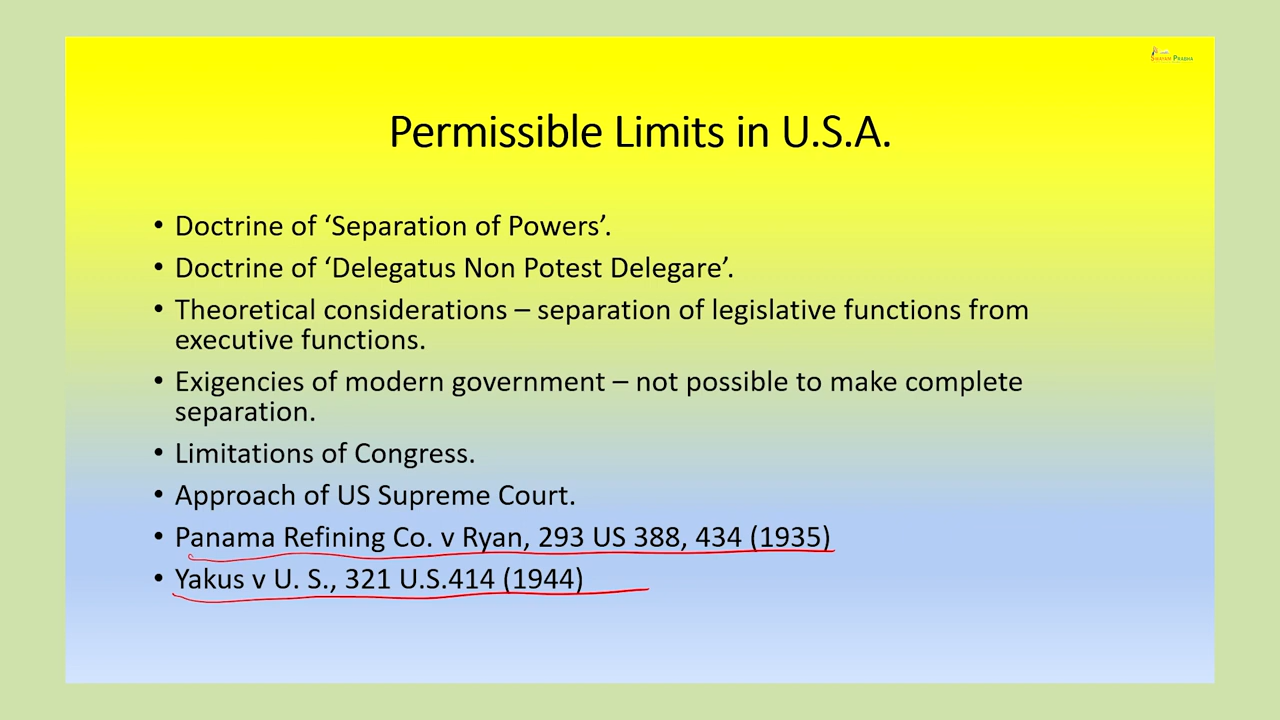 SWAYAM PRABHA
Permissible Limits in U.S.A.
• Doctrine of ‘Separation of Powers’.
• Doctrine of ‘Delegatus Non Potest Delegare’.
• Theoretical considerations – separation of legislative functions from
executive functions.
• Exigencies of modern government – not possible to make complete
separation.
• Limitations of Congress.
• Approach of US Supreme Court.
• Panama Refining Co. v Ryan, 293 US 388, 434 (1935)
• Yakus v U. S., 321 U.S.414 (1944)